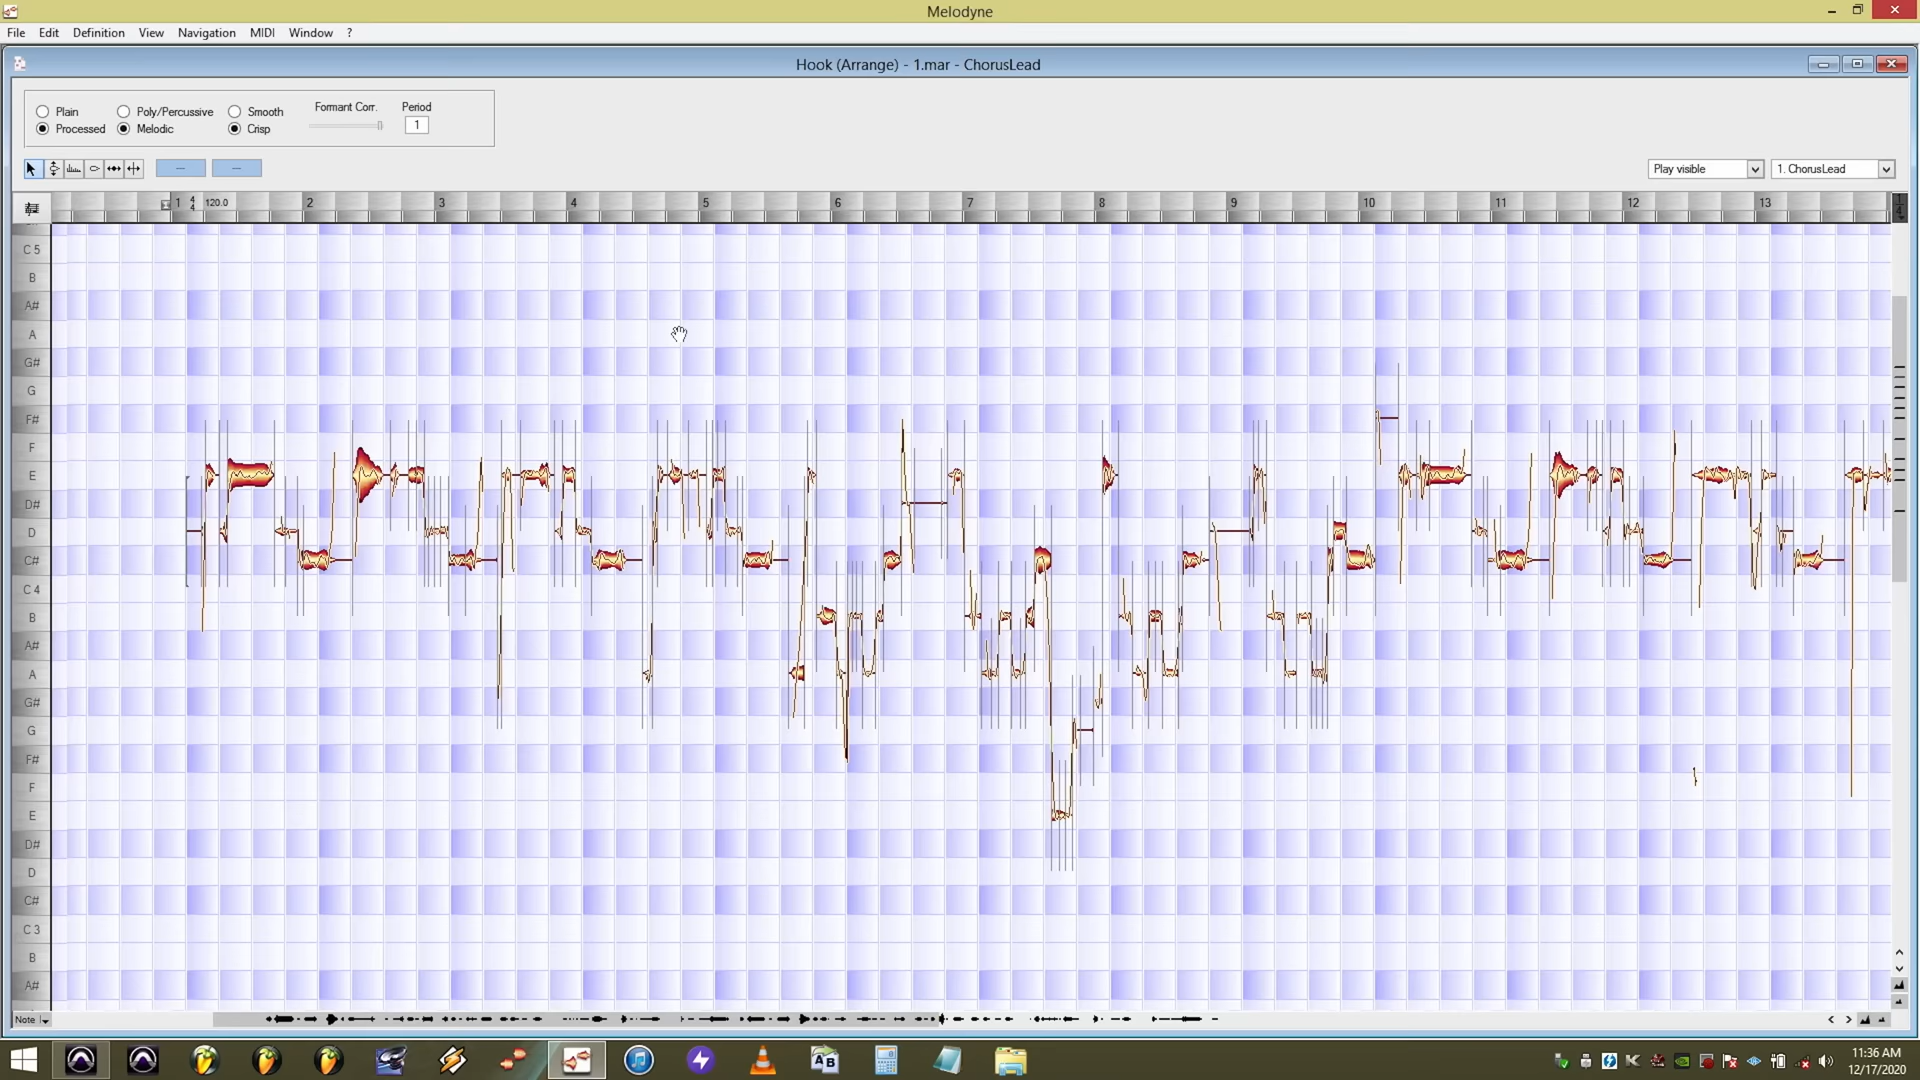 Melodyne
File Edit Definition View Navigation MIDI Window ?
Hook (Arrange) - 1.mar - ChorusLead
Formant Corr. Period
Plain Poly/Percussive Smooth
Processed Melodic Crisp
1
Play visible 1. ChorusLead
1 4 4 120.0 2 3 4 5 6 7 8 9 10 11 12 13
C 5
B
A#
A
G#
G
F#
F
E
D#
D
C#
C 4
B
A#
A
G#
G
F#
F
E
D#
D
C#
C 3
B
A#
Note
11:36 AM
12/17/2020